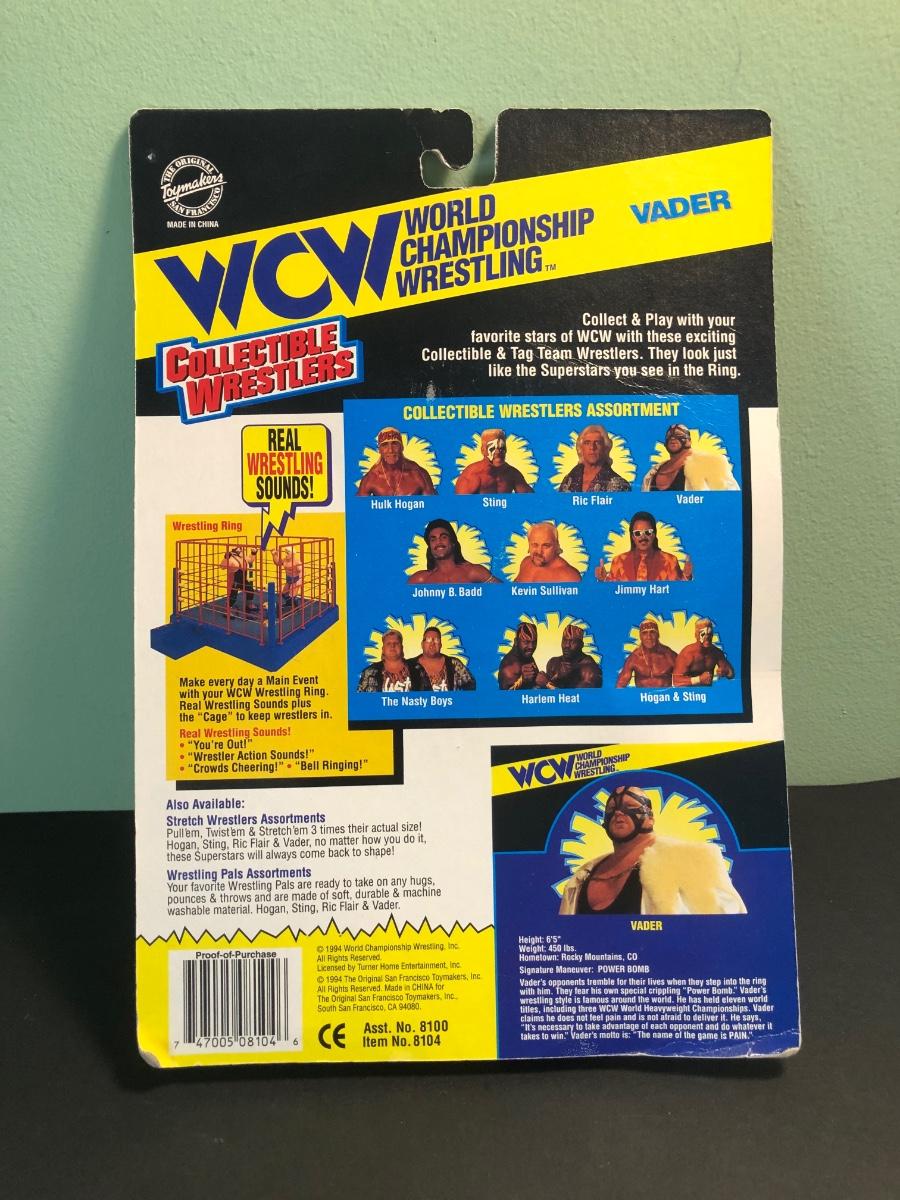 THE ORIGINAL
Toymakers
SAN FRANCISCO
MADE IN CHINA
WCW WORLD
CHAMPIONSHIP
WRESTLING™
VADER
COLLECTIBLE
WRESTLERS
Collect & Play with your
favorite stars of WCW with these exciting
Collectible & Tag Team Wrestlers. They look just
like the Superstars you see in the Ring.
COLLECTIBLE WRESTLERS ASSORTMENT
Hulk Hogan
Sting
Ric Flair
Vader
Johnny B. Badd
Kevin Sullivan
Jimmy Hart
The Nasty Boys
Harlem Heat
Hogan & Sting
REAL
WRESTLING
SOUNDS!
Wrestling Ring
Make every day a Main Event
with your WCW Wrestling Ring.
Real Wrestling Sounds plus
the "Cage" to keep wrestlers in.
Real Wrestling Sounds!
• "You're Out!"
• "Wrestler Action Sounds!"
• "Crowds Cheering!" • "Bell Ringing!"
Also Available:
Stretch Wrestlers Assortments
Pull'em, Twist'em & Stretch'em 3 times their actual size!
Hogan, Sting, Ric Flair & Vader, no matter how you do it,
these Superstars will always come back to shape!
Wrestling Pals Assortments
Your favorite Wrestling Pals are ready to take on any hugs,
pounces & throws and are made of soft, durable & machine
washable material. Hogan, Sting, Ric Flair & Vader.
Proof-of-Purchase
7 47005 08104 6
© 1994 World Championship Wrestling, Inc.
All Rights Reserved.
Licensed by Turner Home Entertainment, Inc.
© 1994 The Original San Francisco Toymakers, Inc.
All Rights Reserved. Made in CHINA for
The Original San Francisco Toymakers, Inc.,
South San Francisco, CA 94080.
CE
Asst. No. 8100
Item No. 8104
WCW WORLD
CHAMPIONSHIP
WRESTLING™
VADER
Height: 6'5"
Weight: 450 lbs.
Hometown: Rocky Mountains, CO
Signature Maneuver: POWER BOMB
Vader's opponents tremble for their lives when they step into the ring
with him. They fear his own special crippling "Power Bomb." Vader's
wrestling style is famous around the world. He has held eleven world
titles, including three WCW World Heavyweight Championships. Vader
claims he does not feel pain and is not afraid to deliver it. He says,
"It's necessary to take advantage of each opponent and do whatever it
takes to win." Vader's motto is: "The name of the game is PAIN."